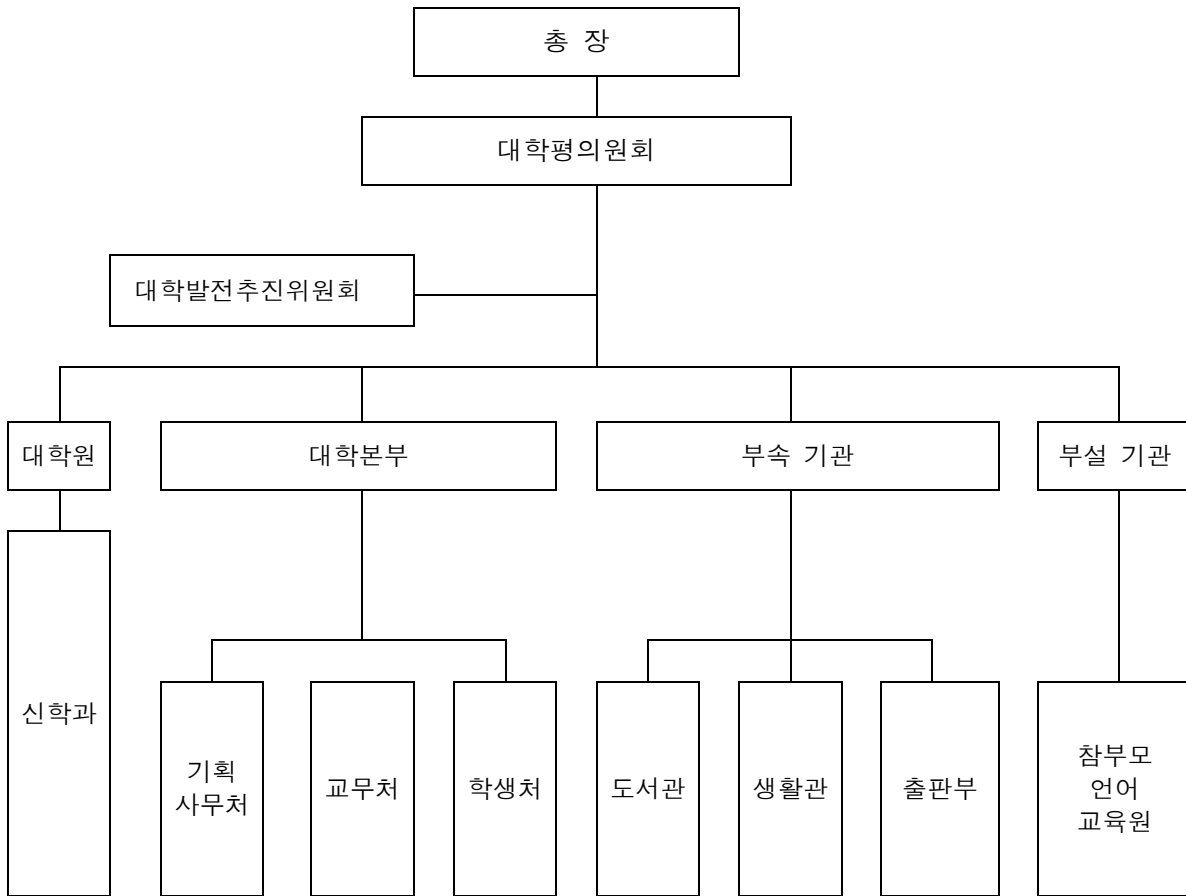 총 장
대학평의원회
대학발전추진위원회
대학원
대학본부
부속 기관
부설 기관
신학과
기획
사무처
교무처
학생처
도서관
생활관
출판부
참부모
언어
교육원